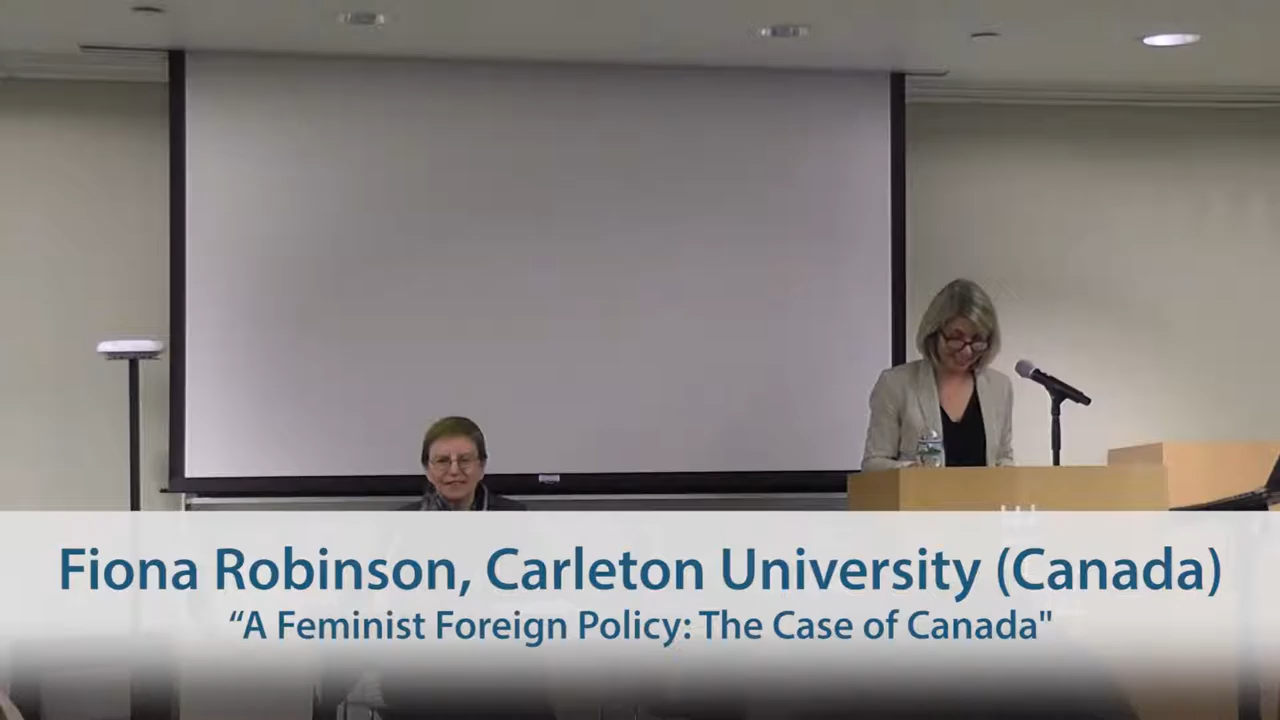 Fiona Robinson, Carleton University (Canada)
“A Feminist Foreign Policy: The Case of Canada"